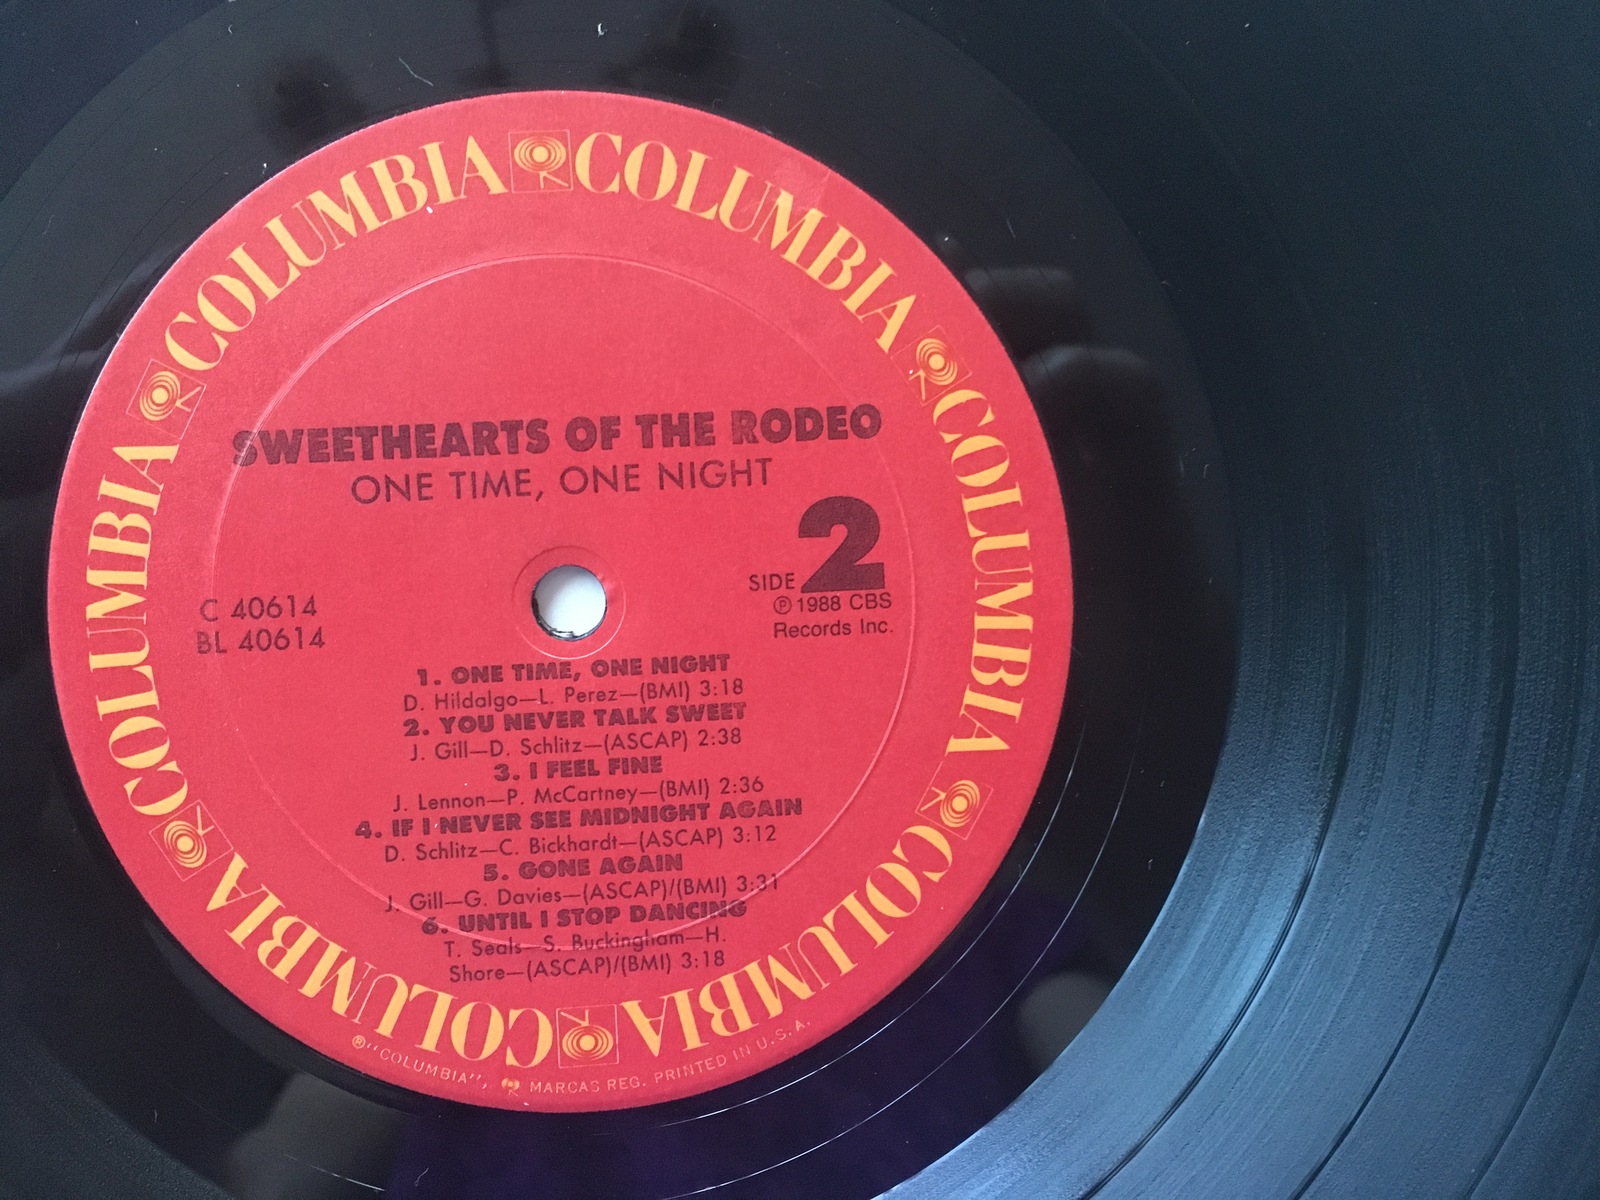 COLUMBIA COLUMBIA COLUMBIA COLUMBIA COLUMBIA COLUMBIA COLUMBIA
SWEETHEARTS OF THE RODEO
ONE TIME, ONE NIGHT
SIDE 2
℗ 1988 CBS
Records Inc.
C 40614
BL 40614
1. ONE TIME, ONE NIGHT
D. Hildalgo—L. Perez—(BMI) 3:18
2. YOU NEVER TALK SWEET
J. Gill—D. Schlitz—(ASCAP) 2:38
3. I FEEL FINE
J. Lennon—P. McCartney—(BMI) 2:36
4. IF I NEVER SEE MIDNIGHT AGAIN
D. Schlitz—C. Bickhardt—(ASCAP) 3:12
5. GONE AGAIN
J. Gill—G. Davies—(ASCAP)/(BMI) 3:31
6. UNTIL I STOP DANCING
T. Seals—S. Buckingham—H.
Shore—(ASCAP)/(BMI) 3:18
® "COLUMBIA", MARCAS REG. PRINTED IN U.S.A.